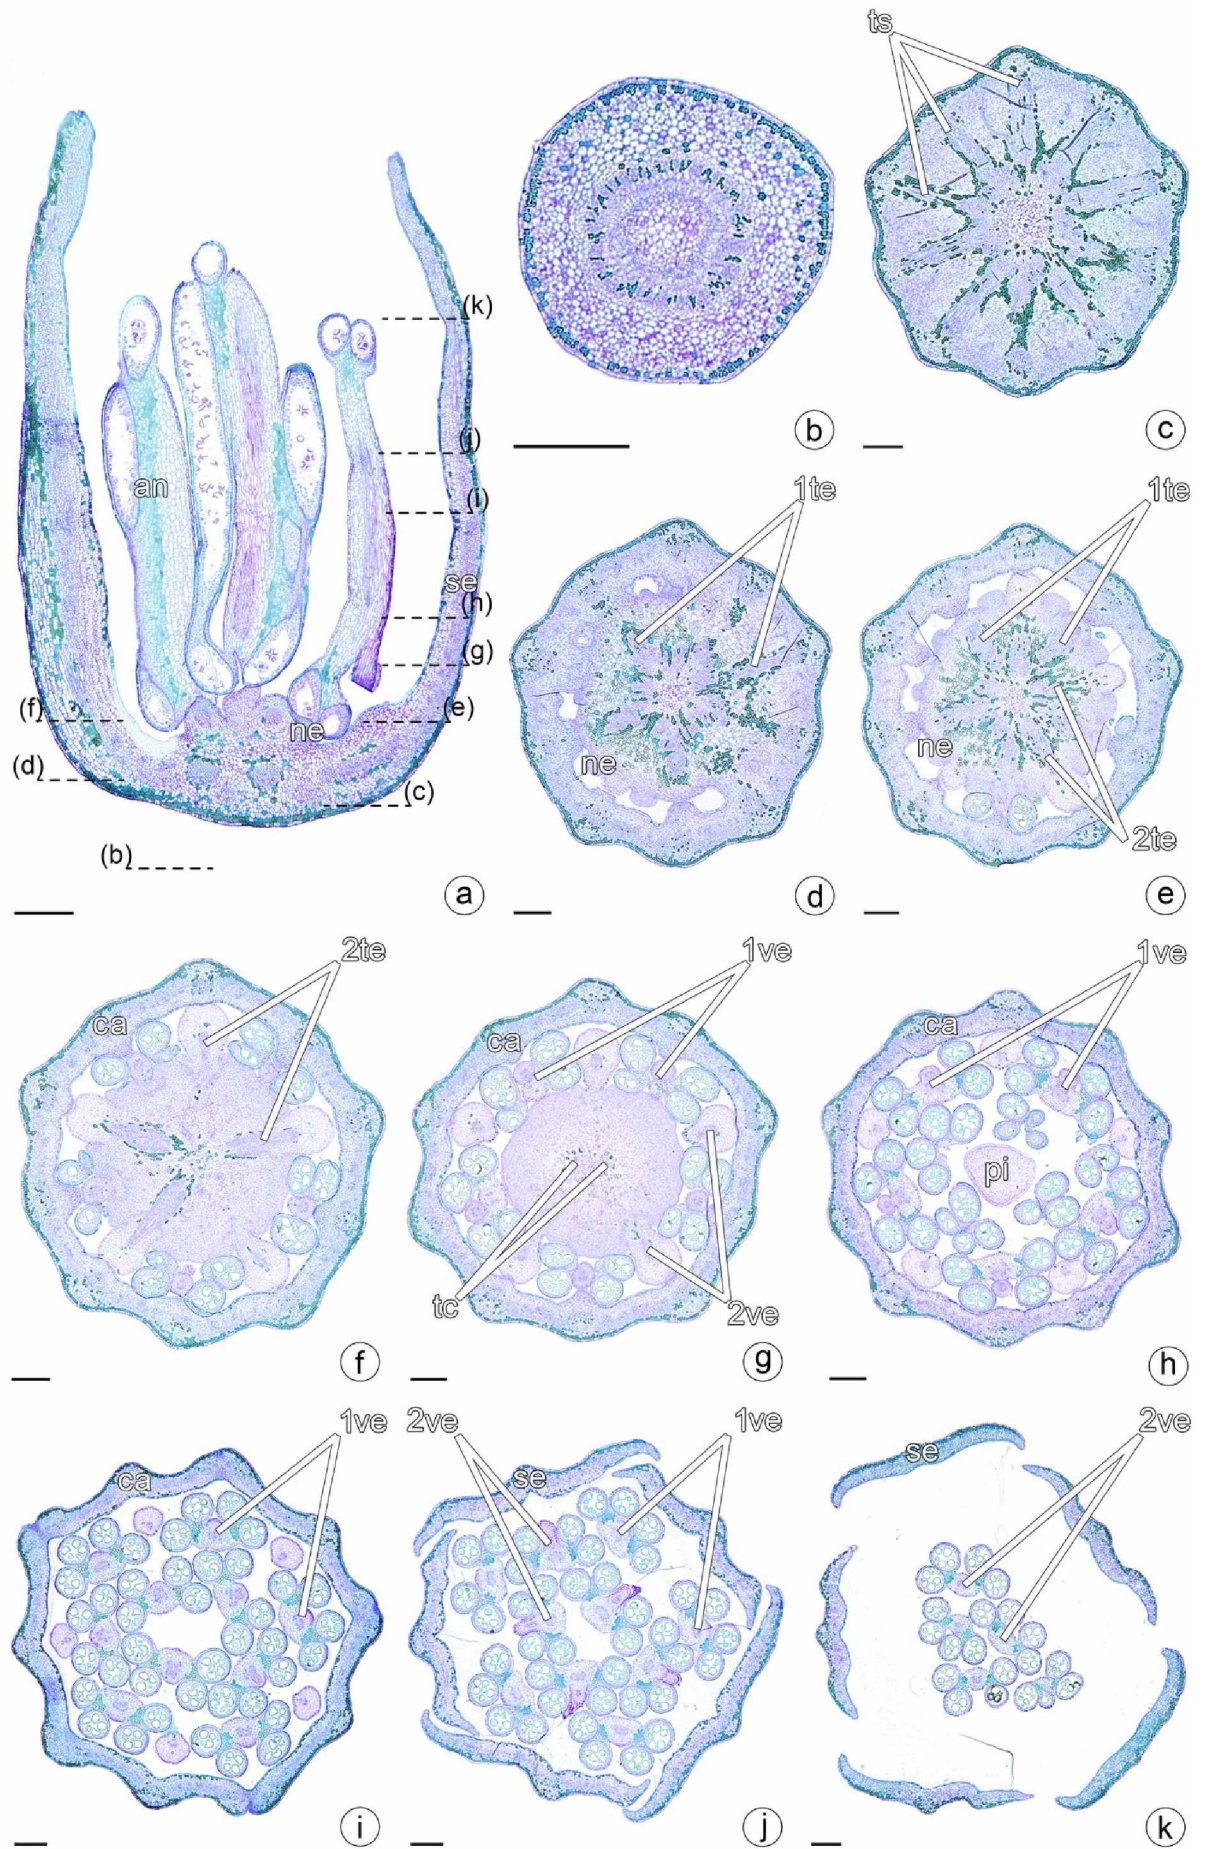 ts
(k)
(j)
b
c
(i)
an
1te
1te
se
(h)
(g)
(f)
(e)
ne
(d)
(c)
ne
ne
2te
(b)
a
d
e
2te
1ve
1ve
ca
ca
ca
pi
tc
2ve
f
g
h
1ve
2ve
1ve
2ve
ca
se
se
i
j
k